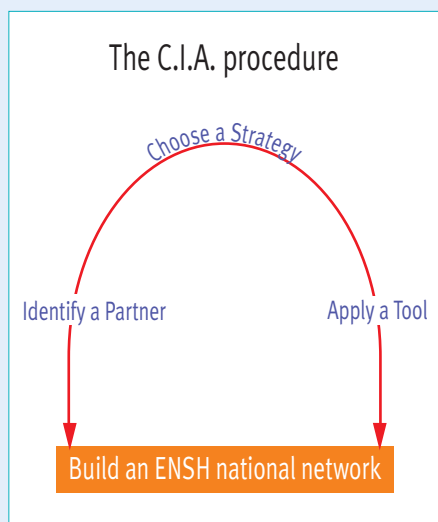 The C.I.A. procedure
Choose a Strategy
Identify a Partner
Apply a Tool
Build an ENSH national network